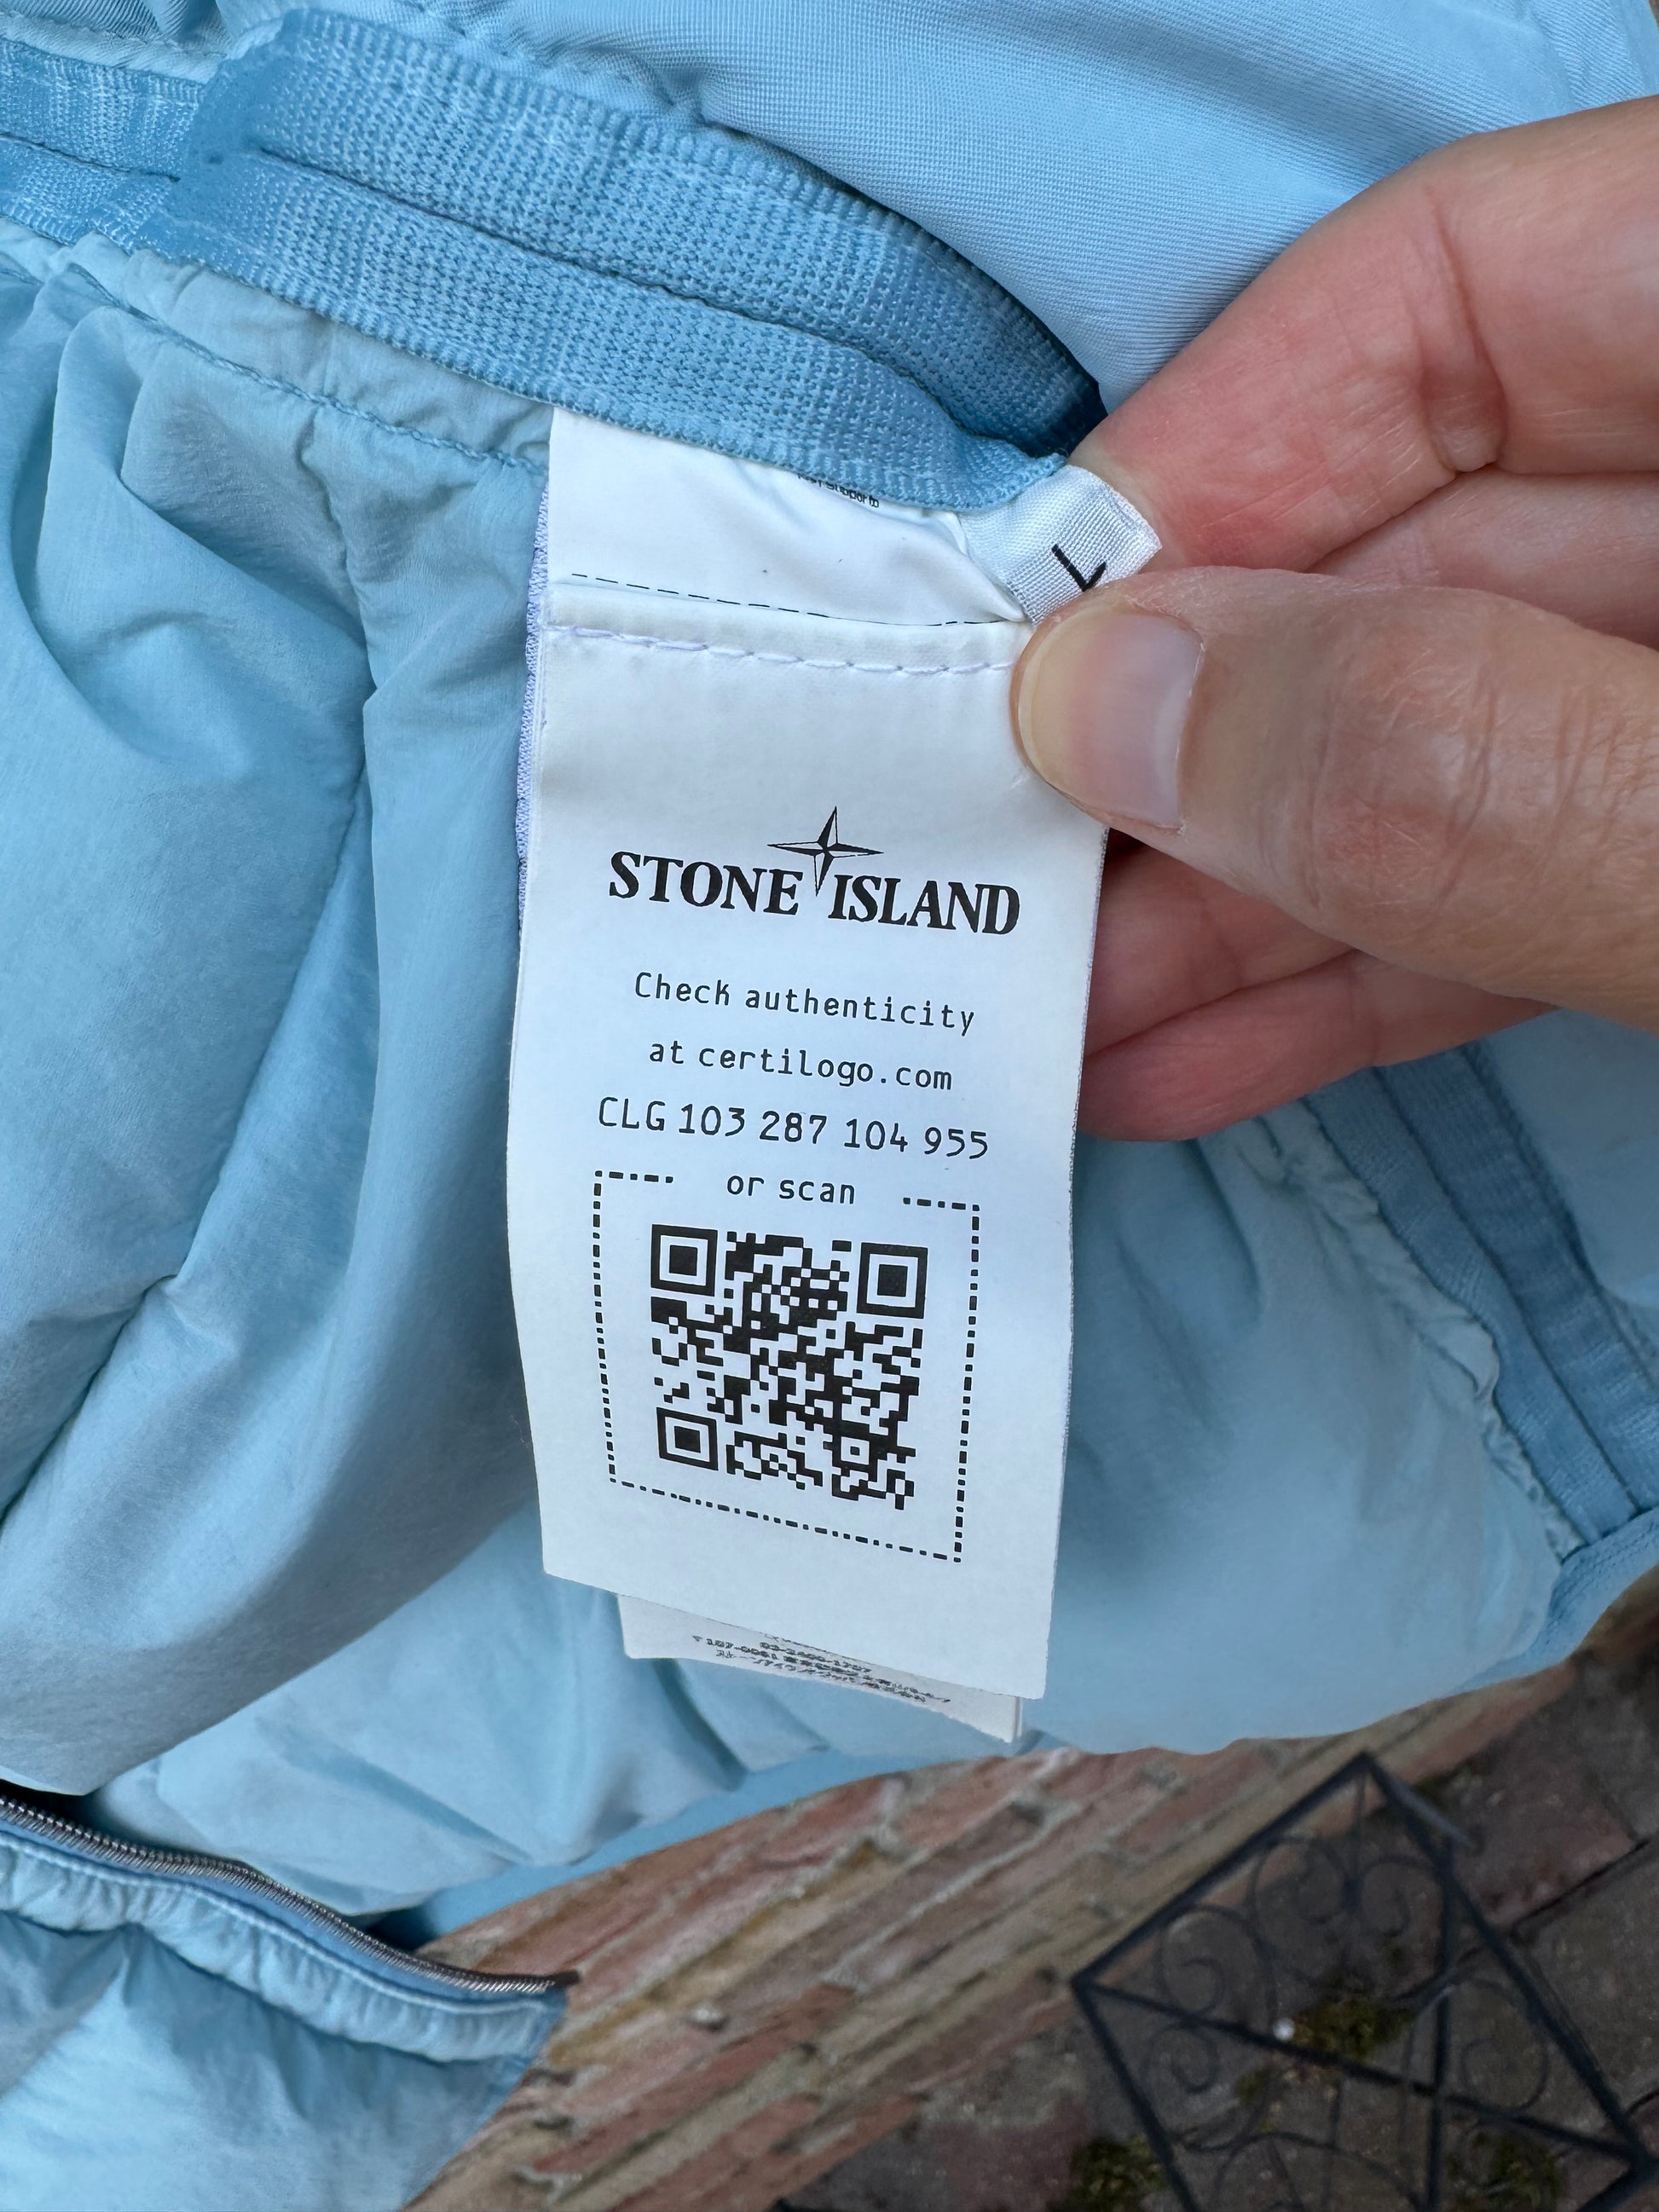 L
STONE ISLAND
Check authenticity
at certilogo.com
CLG 103 287 104 955
or scan